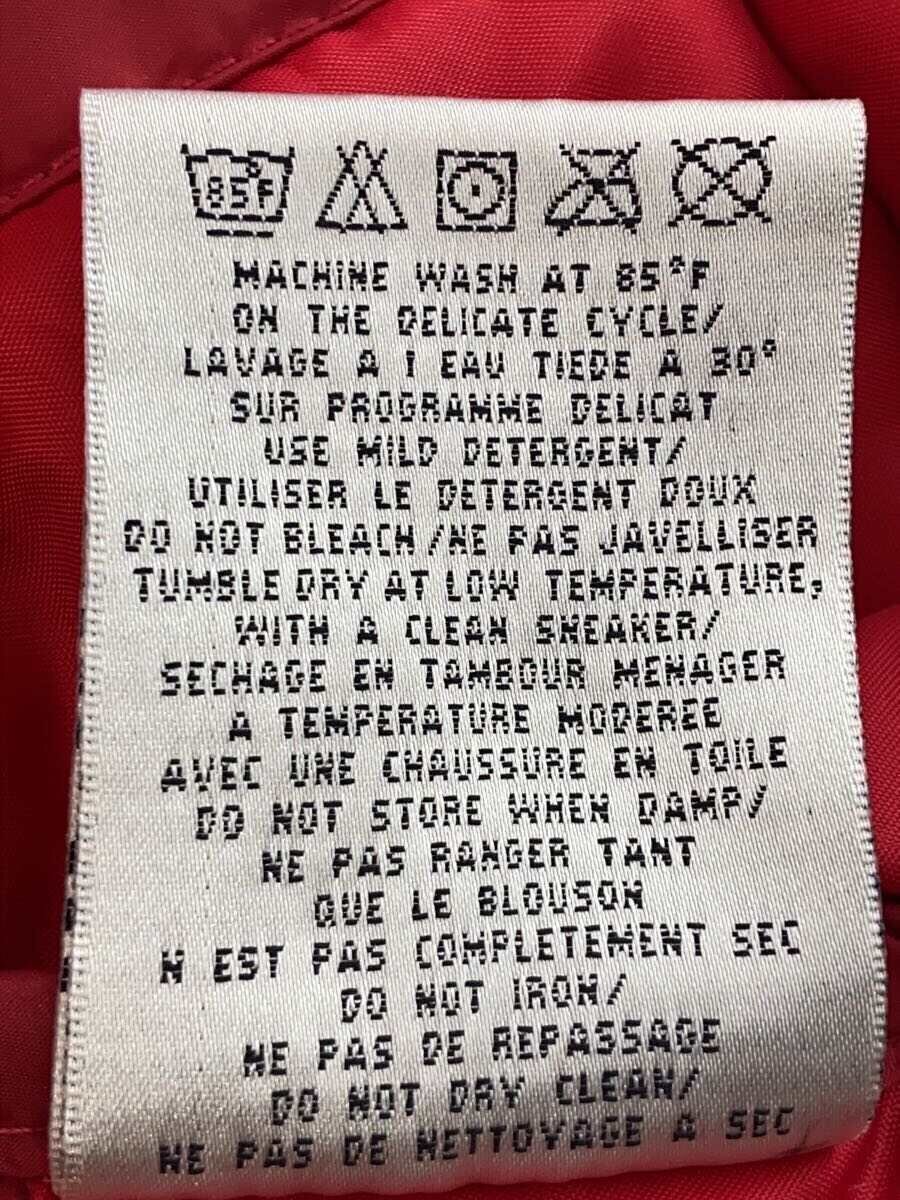 85°F
MACHINE WASH AT 85°F
ON THE DELICATE CYCLE/
LAVAGE A l EAU TIEDE A 30°
SUR PROGRAMME DELICAT
USE MILD DETERGENT/
UTILISER LE DETERGENT DOUX
DO NOT BLEACH/NE PAS JAVELLISER
TUMBLE DRY AT LOW TEMPERATURE,
WITH A CLEAN SNEAKER/
SECHAGE EN TAMBOUR MENAGER
A TEMPERATURE MODEREE
AVEC UNE CHAUSSURE EN TOILE
DO NOT STORE WHEN DAMP/
NE PAS RANGER TANT
QUE LE BLOUSON
N EST PAS COMPLETEMENT SEC
DO NOT IRON/
NE PAS DE REPASSAGE
DO NOT DRY CLEAN/
NE PAS DE NETTOYAGE A SEC